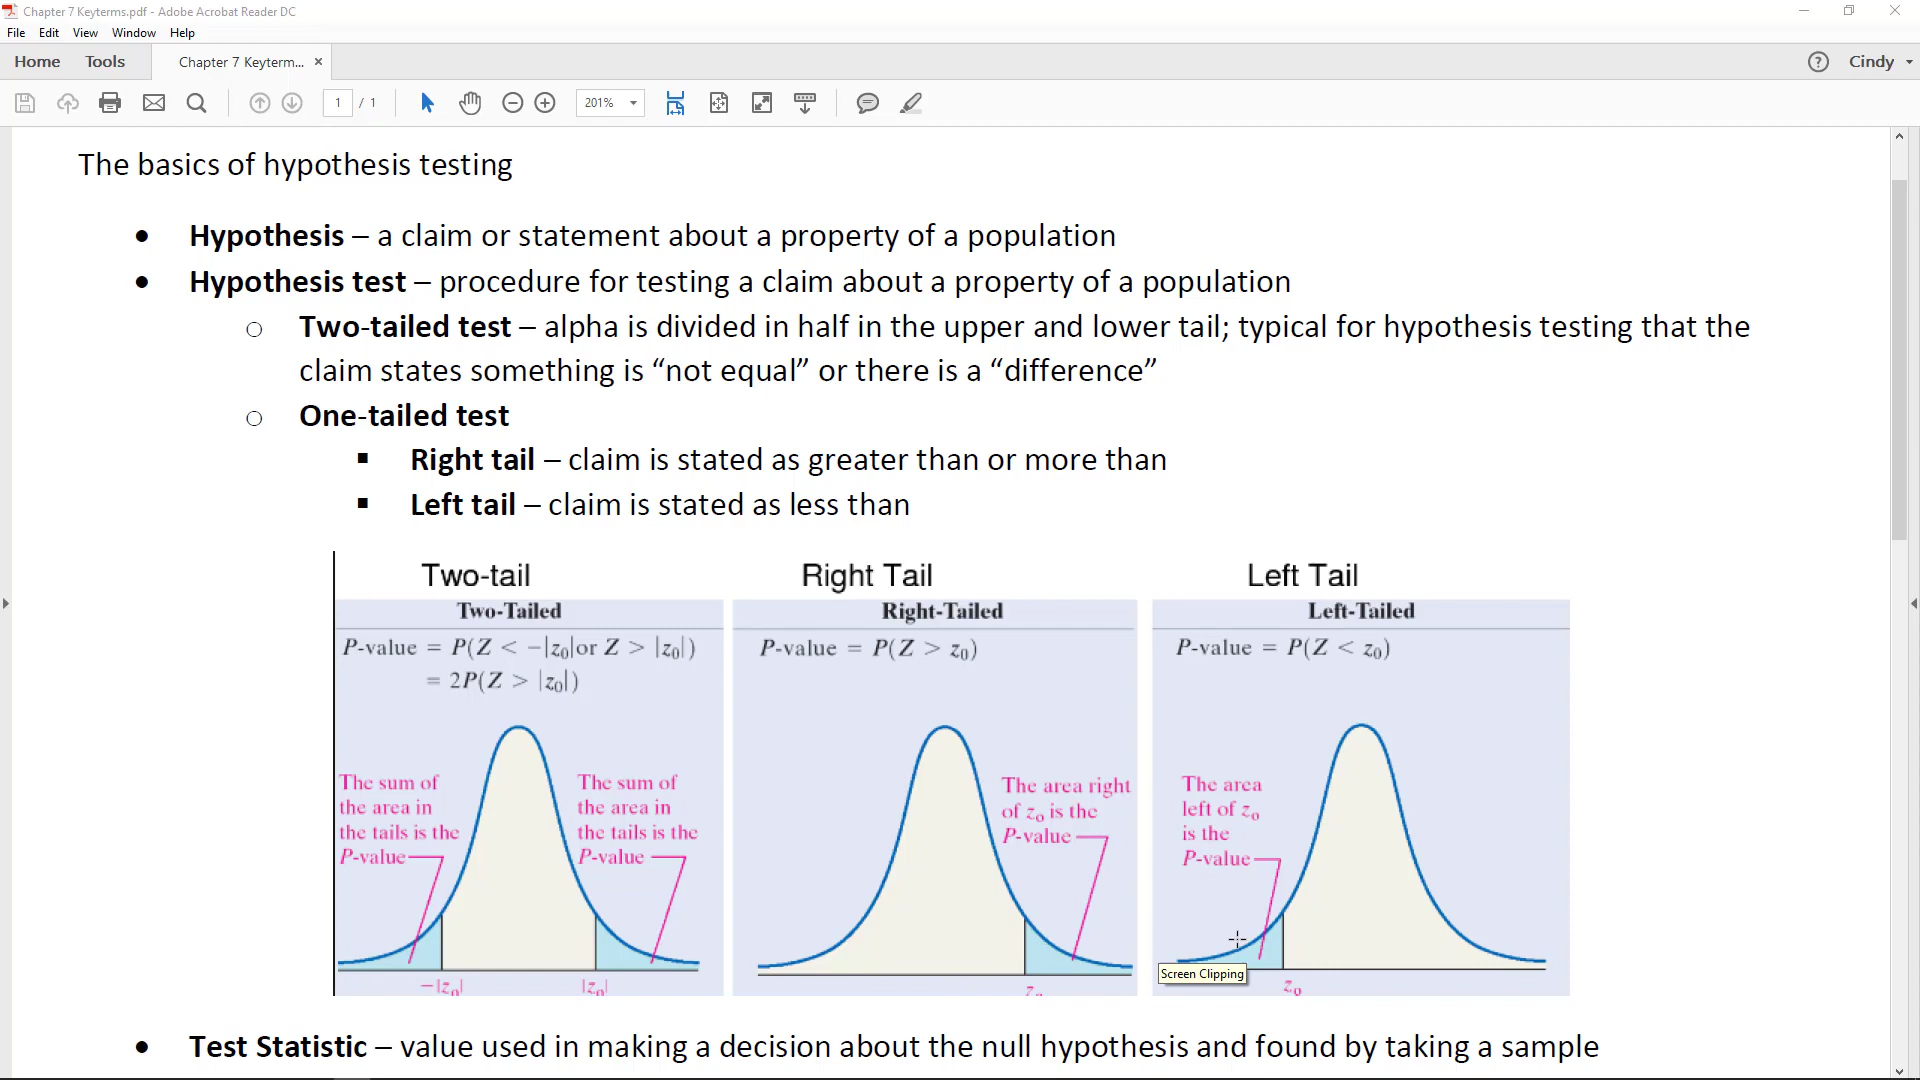 Chapter 7 Keyterms.pdf - Adobe Acrobat Reader DC
File Edit View Window Help
Home Tools Chapter 7 Keyterm... × ? Cindy
1 / 1 201%
The basics of hypothesis testing
• Hypothesis – a claim or statement about a property of a population
• Hypothesis test – procedure for testing a claim about a property of a population
○ Two-tailed test – alpha is divided in half in the upper and lower tail; typical for hypothesis testing that the
claim states something is “not equal” or there is a “difference”
○ One-tailed test
▪ Right tail – claim is stated as greater than or more than
▪ Left tail – claim is stated as less than
Two-tail
Two-Tailed
P-value = P(Z < −|z₀| or Z > |z₀|)
= 2P(Z > |z₀|)
The sum of
the area in
the tails is the
P-value
The sum of
the area in
the tails is the
P-value
−|z₀| |z₀|
Right Tail
Right-Tailed
P-value = P(Z > z₀)
The area right
of z₀ is the
P-value
z₀
Left Tail
Left-Tailed
P-value = P(Z < z₀)
The area
left of z₀
is the
P-value
Screen Clipping
z₀
• Test Statistic – value used in making a decision about the null hypothesis and found by taking a sample